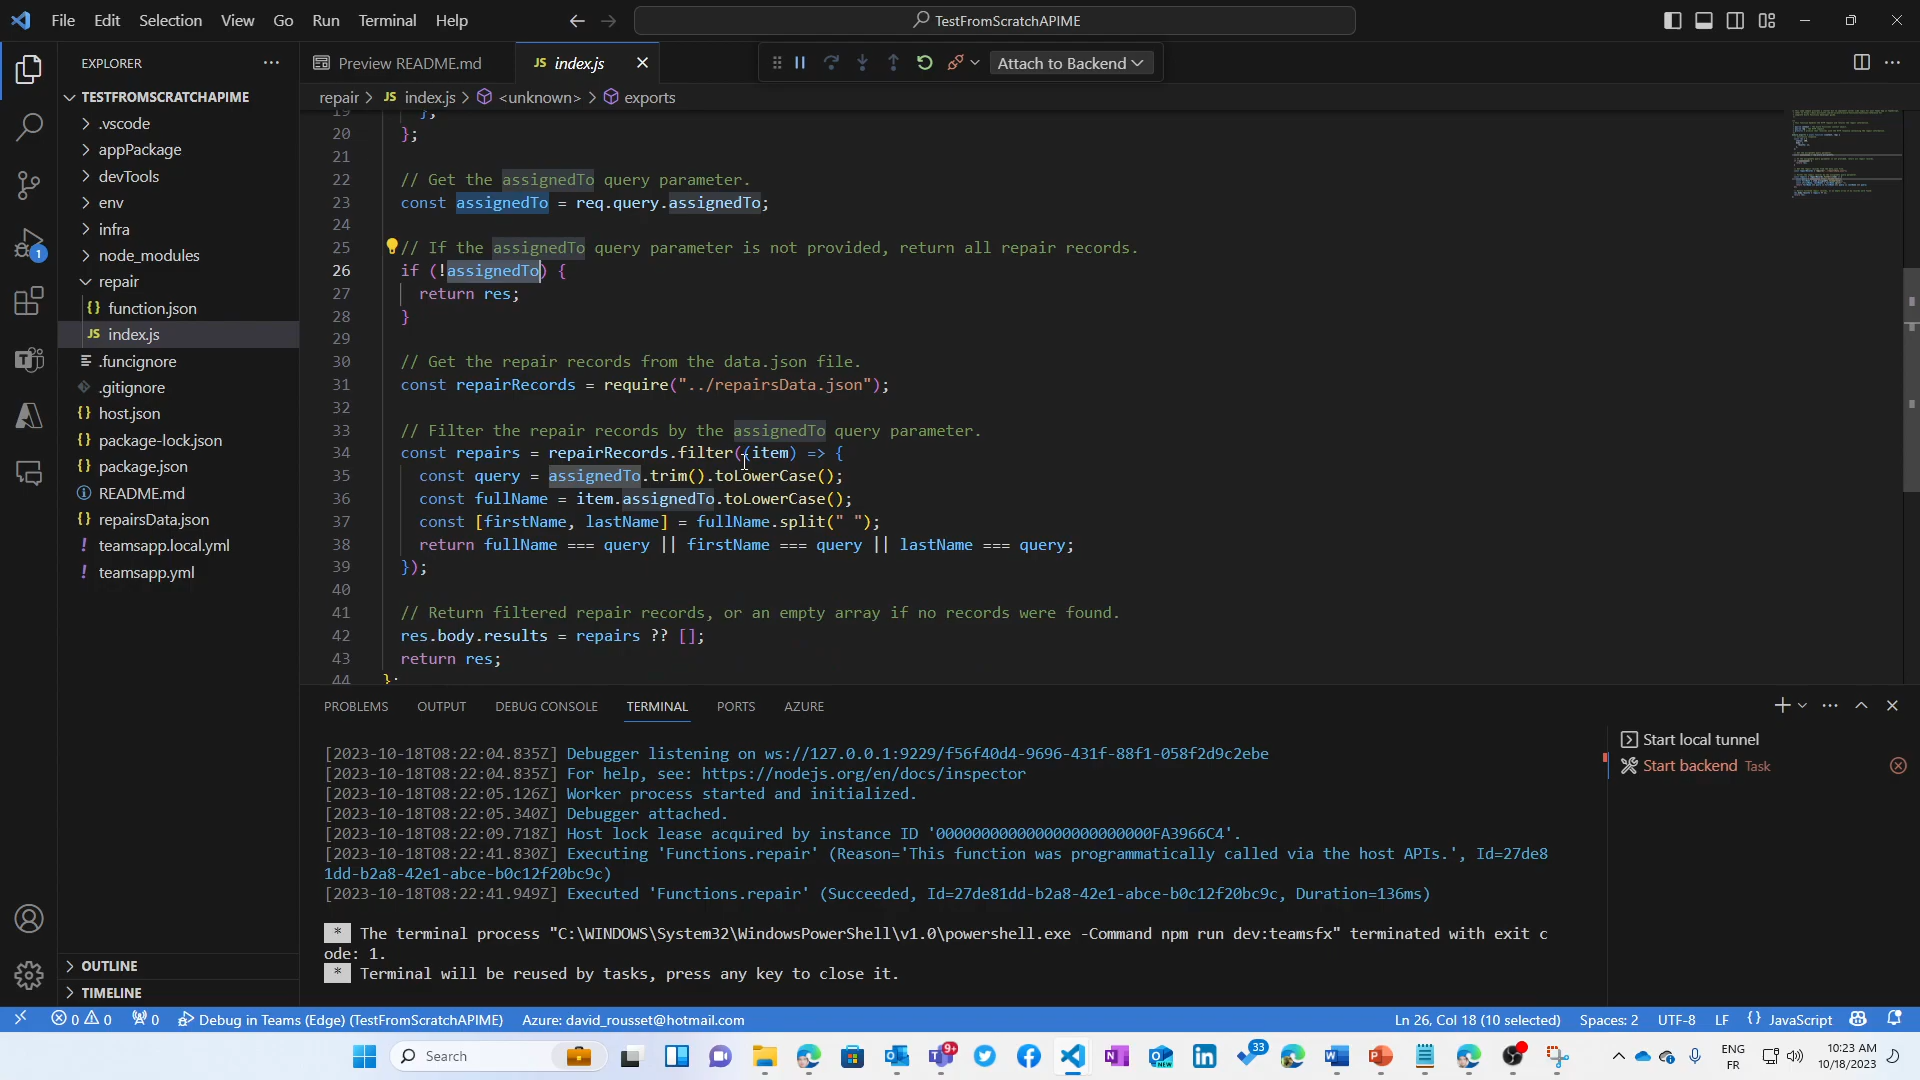 File Edit Selection View Go Run Terminal Help
TestFromScratchAPIME
EXPLORER
Preview README.md
JS index.js
Attach to Backend
TESTFROMSCRATCHAPIME
repair > JS index.js > <unknown> > exports
.vscode
appPackage
devTools
env
infra
node_modules
repair
{} function.json
JS index.js
.funcignore
.gitignore
{} host.json
{} package-lock.json
{} package.json
README.md
{} repairsData.json
! teamsapp.local.yml
! teamsapp.yml
OUTLINE
TIMELINE
1
19 };
20 };
21
22 // Get the assignedTo query parameter.
23 const assignedTo = req.query.assignedTo;
24
25 // If the assignedTo query parameter is not provided, return all repair records.
26 if (!assignedTo) {
27 return res;
28 }
29
30 // Get the repair records from the data.json file.
31 const repairRecords = require("../repairsData.json");
32
33 // Filter the repair records by the assignedTo query parameter.
34 const repairs = repairRecords.filter((item) => {
35 const query = assignedTo.trim().toLowerCase();
36 const fullName = item.assignedTo.toLowerCase();
37 const [firstName, lastName] = fullName.split(" ");
38 return fullName === query || firstName === query || lastName === query;
39 });
40
41 // Return filtered repair records, or an empty array if no records were found.
42 res.body.results = repairs ?? [];
43 return res;
44 };
PROBLEMS OUTPUT DEBUG CONSOLE TERMINAL PORTS AZURE
[2023-10-18T08:22:04.835Z] Debugger listening on ws://127.0.0.1:9229/f56f40d4-9696-431f-88f1-058f2d9c2ebe
[2023-10-18T08:22:04.835Z] For help, see: https://nodejs.org/en/docs/inspector
[2023-10-18T08:22:05.126Z] Worker process started and initialized.
[2023-10-18T08:22:05.340Z] Debugger attached.
[2023-10-18T08:22:09.718Z] Host lock lease acquired by instance ID '000000000000000000000000FA3966C4'.
[2023-10-18T08:22:41.830Z] Executing 'Functions.repair' (Reason='This function was programmatically called via the host APIs.', Id=27de8
1dd-b2a8-42e1-abce-b0c12f20bc9c)
[2023-10-18T08:22:41.949Z] Executed 'Functions.repair' (Succeeded, Id=27de81dd-b2a8-42e1-abce-b0c12f20bc9c, Duration=136ms)
* The terminal process "C:\WINDOWS\System32\WindowsPowerShell\v1.0\powershell.exe -Command npm run dev:teamsfx" terminated with exit c
ode: 1.
* Terminal will be reused by tasks, press any key to close it.
Start local tunnel
Start backend Task
0 0 0 Debug in Teams (Edge) (TestFromScratchAPIME) Azure: david_rousset@hotmail.com
Ln 26, Col 18 (10 selected) Spaces: 2 UTF-8 LF {} JavaScript
Search
9+
33
ENG
FR
10:23 AM
10/18/2023